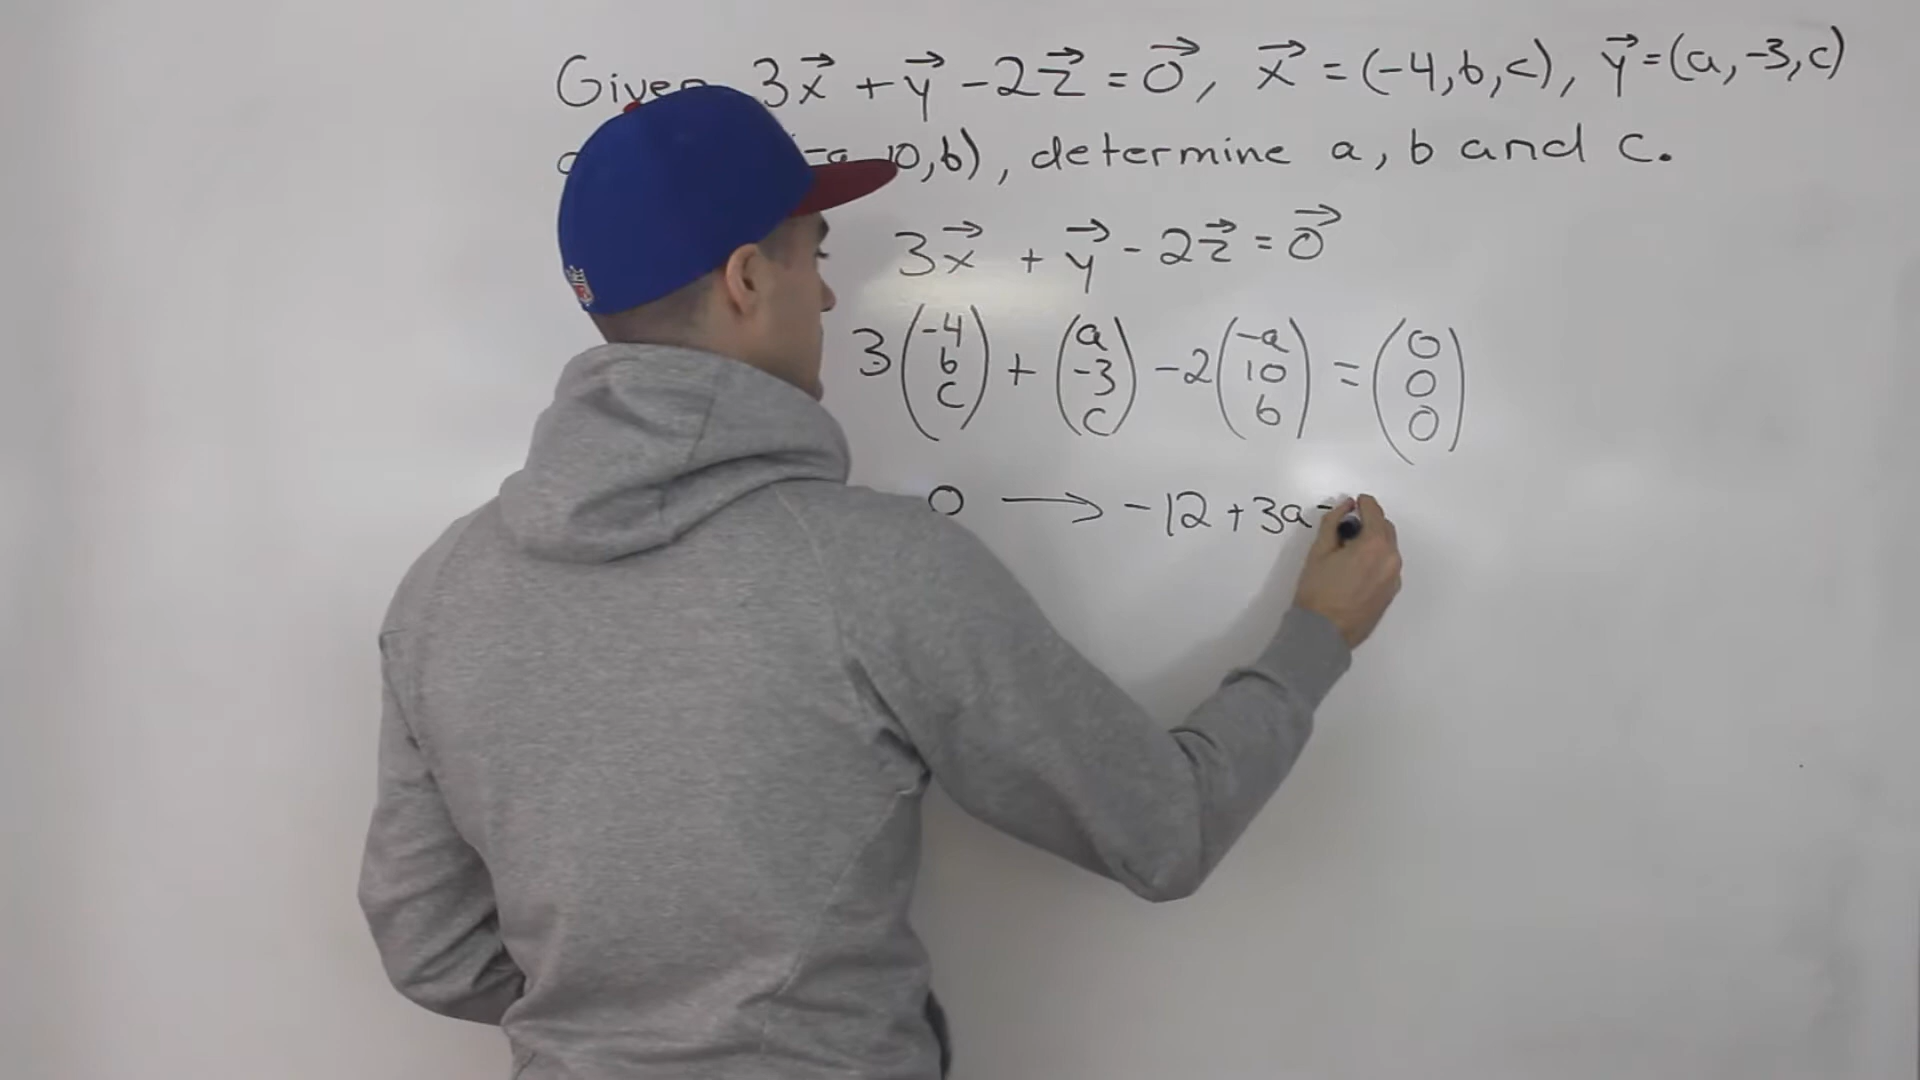 Given 3x⃗ + y⃗ - 2z⃗ = 0⃗, x⃗ = (-4, b, c), y⃗ = (a, -3, c)
-a, 10, b), determine a, b and c.
3x⃗ + y⃗ - 2z⃗ = 0⃗
3(-4 b c) + (a -3 c) - 2(-a 10 b) = (0 0 0)
0 → -12 + 3a